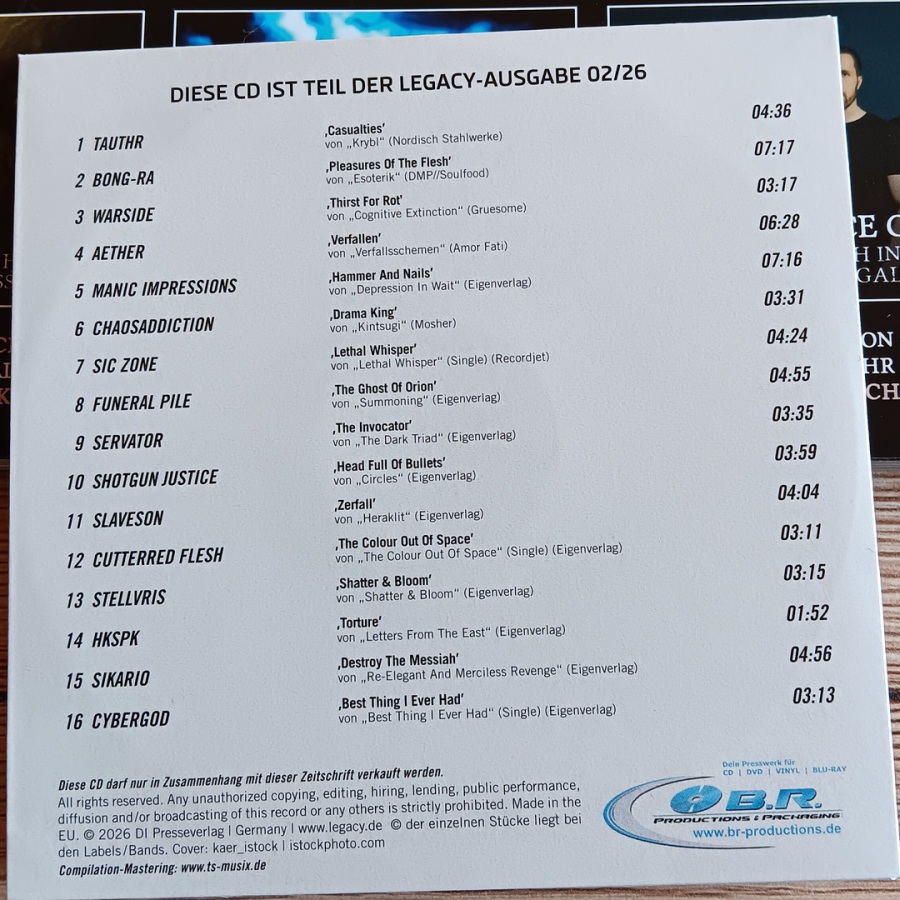 DIESE CD IST TEIL DER LEGACY-AUSGABE 02/26
1 TAUTHR
‚Casualties‘
von „Krybl“ (Nordisch Stahlwerke)
04:36
2 BONG-RA
‚Pleasures Of The Flesh‘
von „Esoterik“ (DMP//Soulfood)
07:17
3 WARSIDE
‚Thirst For Rot‘
von „Cognitive Extinction“ (Gruesome)
03:17
4 AETHER
‚Verfallen‘
von „Verfallsschemen“ (Amor Fati)
06:28
5 MANIC IMPRESSIONS
‚Hammer And Nails‘
von „Depression In Wait“ (Eigenverlag)
07:16
6 CHAOSADDICTION
‚Drama King‘
von „Kintsugi“ (Mosher)
03:31
7 SIC ZONE
‚Lethal Whisper‘
von „Lethal Whisper“ (Single) (Recordjet)
04:24
8 FUNERAL PILE
‚The Ghost Of Orion‘
von „Summoning“ (Eigenverlag)
04:55
9 SERVATOR
‚The Invocator‘
von „The Dark Triad“ (Eigenverlag)
03:35
10 SHOTGUN JUSTICE
‚Head Full Of Bullets‘
von „Circles“ (Eigenverlag)
03:59
11 SLAVESON
‚Zerfall‘
von „Heraklit“ (Eigenverlag)
04:04
12 CUTTERRED FLESH
‚The Colour Out Of Space‘
von „The Colour Out Of Space“ (Single) (Eigenverlag)
03:11
13 STELLVRIS
‚Shatter & Bloom‘
von „Shatter & Bloom“ (Eigenverlag)
03:15
14 HKSPK
‚Torture‘
von „Letters From The East“ (Eigenverlag)
01:52
15 SIKARIO
‚Destroy The Messiah‘
von „Re-Elegant And Merciless Revenge“ (Eigenverlag)
04:56
16 CYBERGOD
‚Best Thing I Ever Had‘
von „Best Thing I Ever Had“ (Single) (Eigenverlag)
03:13
Diese CD darf nur in Zusammenhang mit dieser Zeitschrift verkauft werden.
All rights reserved. Any unauthorized copying, editing, hiring, lending, public performance,
diffusion and/or broadcasting of this record or any others is strictly prohibited. Made in the
EU. © 2026 DI Presseverlag | Germany | www.legacy.de © der einzelnen Stücke liegt bei
den Labels/Bands. Cover: kaer_istock | istockphoto.com
Compilation-Mastering: www.ts-musix.de
Dein Presswerk für
CD | DVD | VINYL | BLU-RAY
B.R.
PRODUCTIONS & PACKAGING
www.br-productions.de